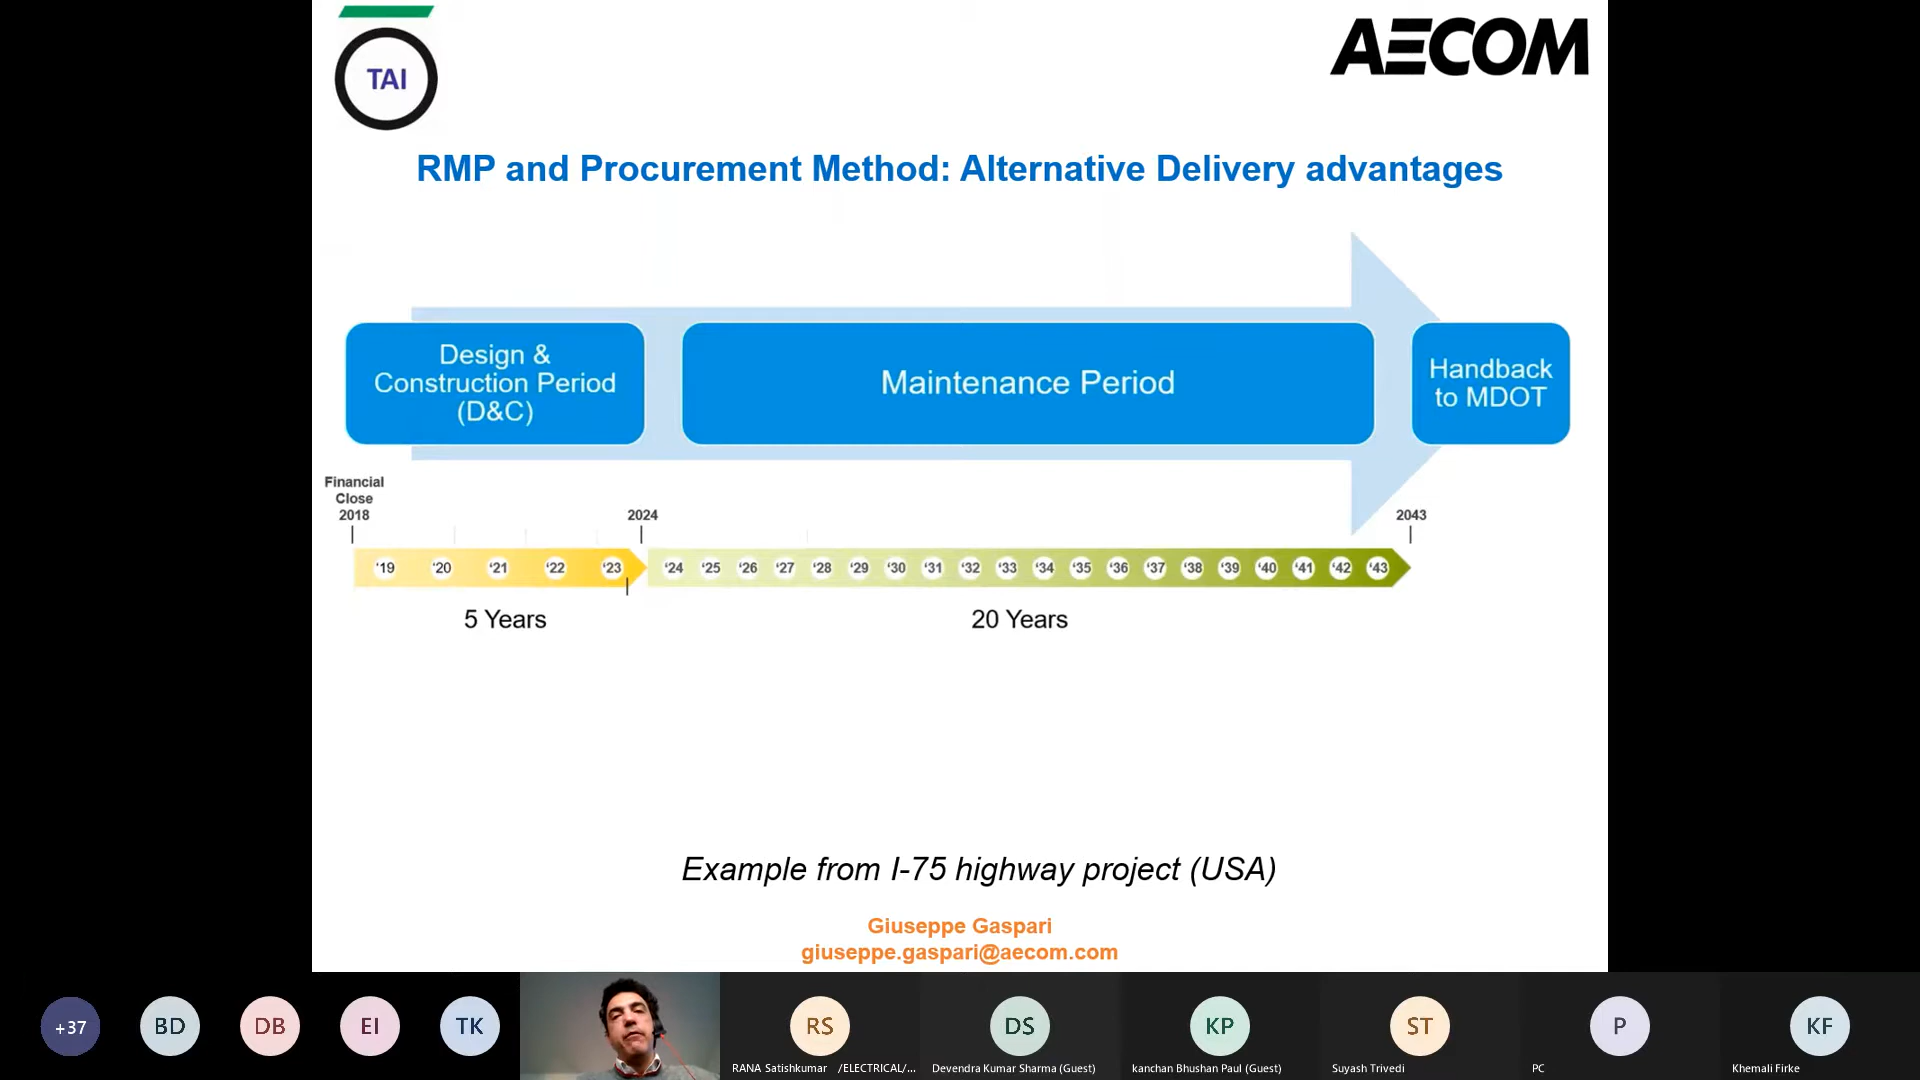 TAI
AECOM
RMP and Procurement Method: Alternative Delivery advantages
Design &
Construction Period
(D&C)
Maintenance Period
Handback
to MDOT
Financial
Close
2018
2024
2043
‘19 ‘20 ‘21 ‘22 ‘23 ‘24 ‘25 ‘26 ‘27 ‘28 ‘29 ‘30 ‘31 ‘32 ‘33 ‘34 ‘35 ‘36 ‘37 ‘38 ‘39 ‘40 ‘41 ‘42 ‘43
5 Years
20 Years
Example from I-75 highway project (USA)
Giuseppe Gaspari
giuseppe.gaspari@aecom.com
+37
BD
DB
EI
TK
RS
DS
KP
ST
P
KF
RANA Satishkumar /ELECTRICAL/...
Devendra Kumar Sharma (Guest)
kanchan Bhushan Paul (Guest)
Suyash Trivedi
PC
Khemali Firke